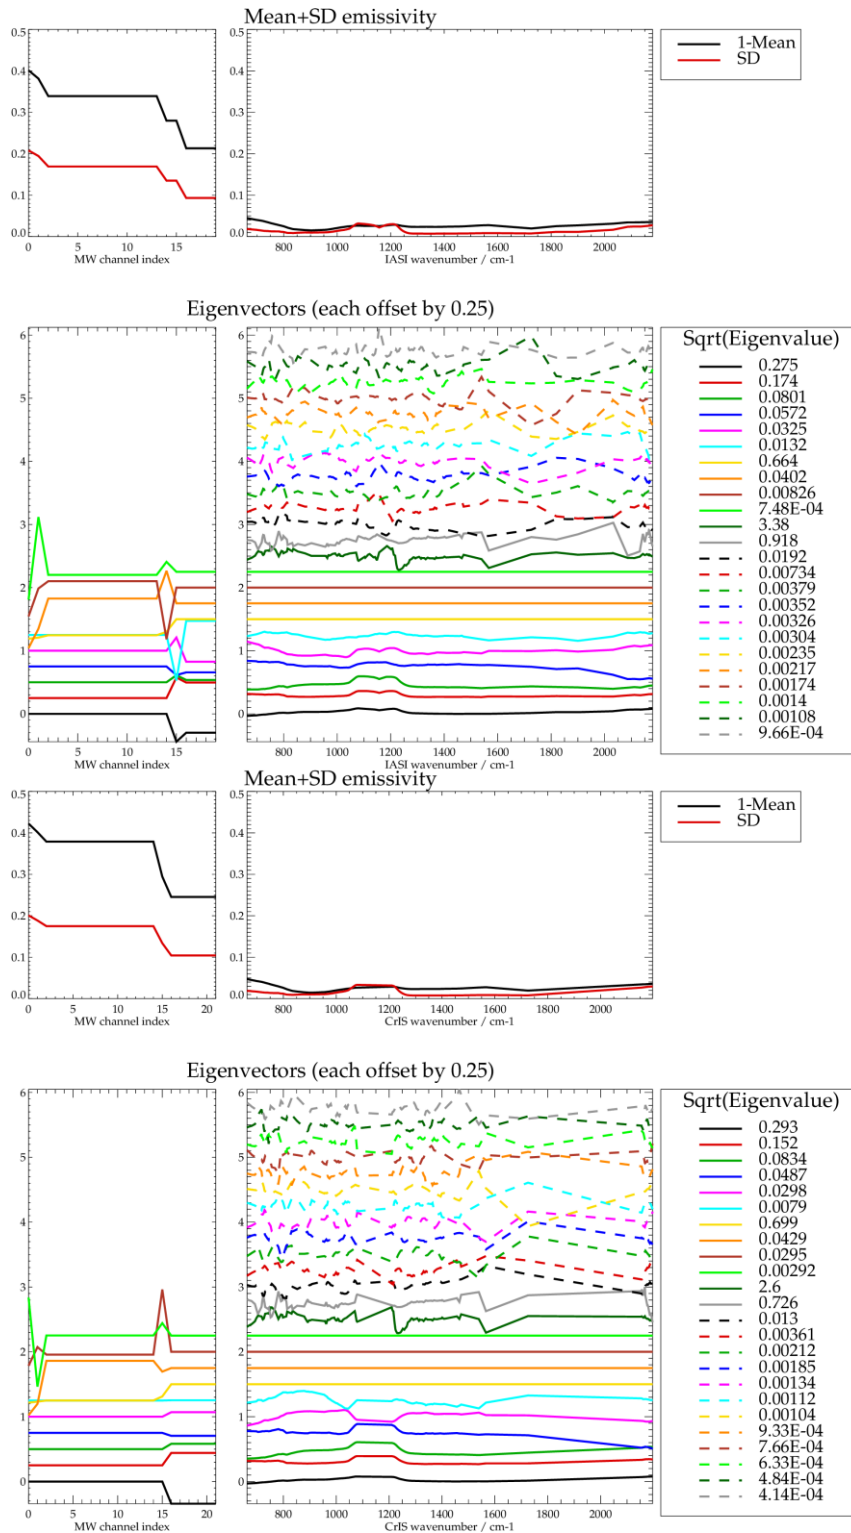 Mean+SD emissivity
0.5
0.4
0.3
0.2
0.1
0.0
0 5 10 15
MW channel index
0.5
0.4
0.3
0.2
0.1
0.0
800 1000 1200 1400 1600 1800 2000
IASI wavenumber / cm-1
1-Mean
SD
Eigenvectors (each offset by 0.25)
6
5
4
3
2
1
0
0 5 10 15
MW channel index
6
5
4
3
2
1
0
800 1000 1200 1400 1600 1800 2000
IASI wavenumber / cm-1
Sqrt(Eigenvalue)
0.275
0.174
0.0801
0.0572
0.0325
0.0132
0.664
0.0402
0.00826
7.48E-04
3.38
0.918
0.0192
0.00734
0.00379
0.00352
0.00326
0.00304
0.00235
0.00217
0.00174
0.0014
0.00108
9.66E-04
Mean+SD emissivity
0.5
0.4
0.3
0.2
0.1
0.0
0 5 10 15 20
MW channel index
0.5
0.4
0.3
0.2
0.1
0.0
800 1000 1200 1400 1600 1800 2000
CrIS wavenumber / cm-1
1-Mean
SD
Eigenvectors (each offset by 0.25)
6
5
4
3
2
1
0
0 5 10 15 20
MW channel index
6
5
4
3
2
1
0
800 1000 1200 1400 1600 1800 2000
CrIS wavenumber / cm-1
Sqrt(Eigenvalue)
0.293
0.152
0.0834
0.0487
0.0298
0.0079
0.699
0.0429
0.0295
0.00292
2.6
0.726
0.013
0.00361
0.00212
0.00185
0.00134
0.00112
0.00104
9.33E-04
7.66E-04
6.33E-04
4.84E-04
4.14E-04